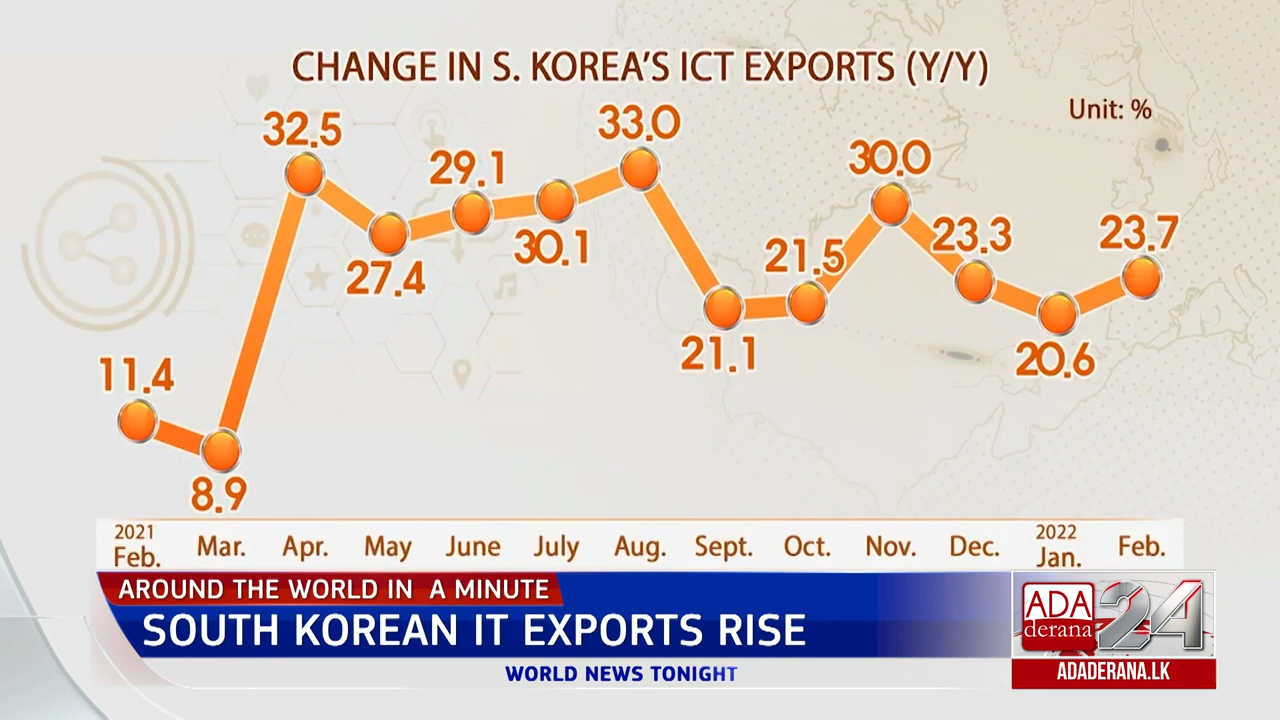 CHANGE IN S. KOREA'S ICT EXPORTS (Y/Y)
Unit: %
11.4
8.9
32.5
27.4
29.1
30.1
33.0
21.1
21.5
30.0
23.3
20.6
23.7
2021 2022
Feb. Mar. Apr. May June July Aug. Sept. Oct. Nov. Dec. Jan. Feb.
AROUND THE WORLD IN A MINUTE
SOUTH KOREAN IT EXPORTS RISE
WORLD NEWS TONIGHT
ADA
derana
24
ADADERANA.LK